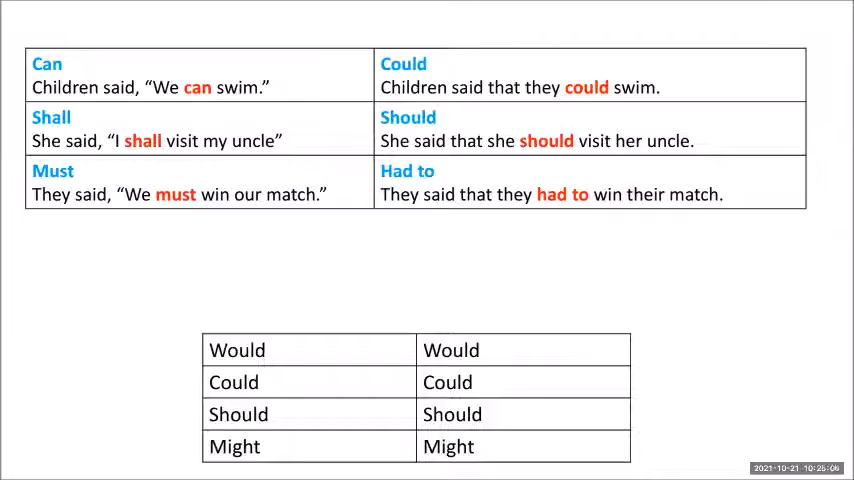 Can
Children said, “We can swim.”
Could
Children said that they could swim.
Shall
She said, “I shall visit my uncle”
Should
She said that she should visit her uncle.
Must
They said, “We must win our match.”
Had to
They said that they had to win their match.
Would Would
Could Could
Should Should
Might Might
2021-10-21 10:25:06